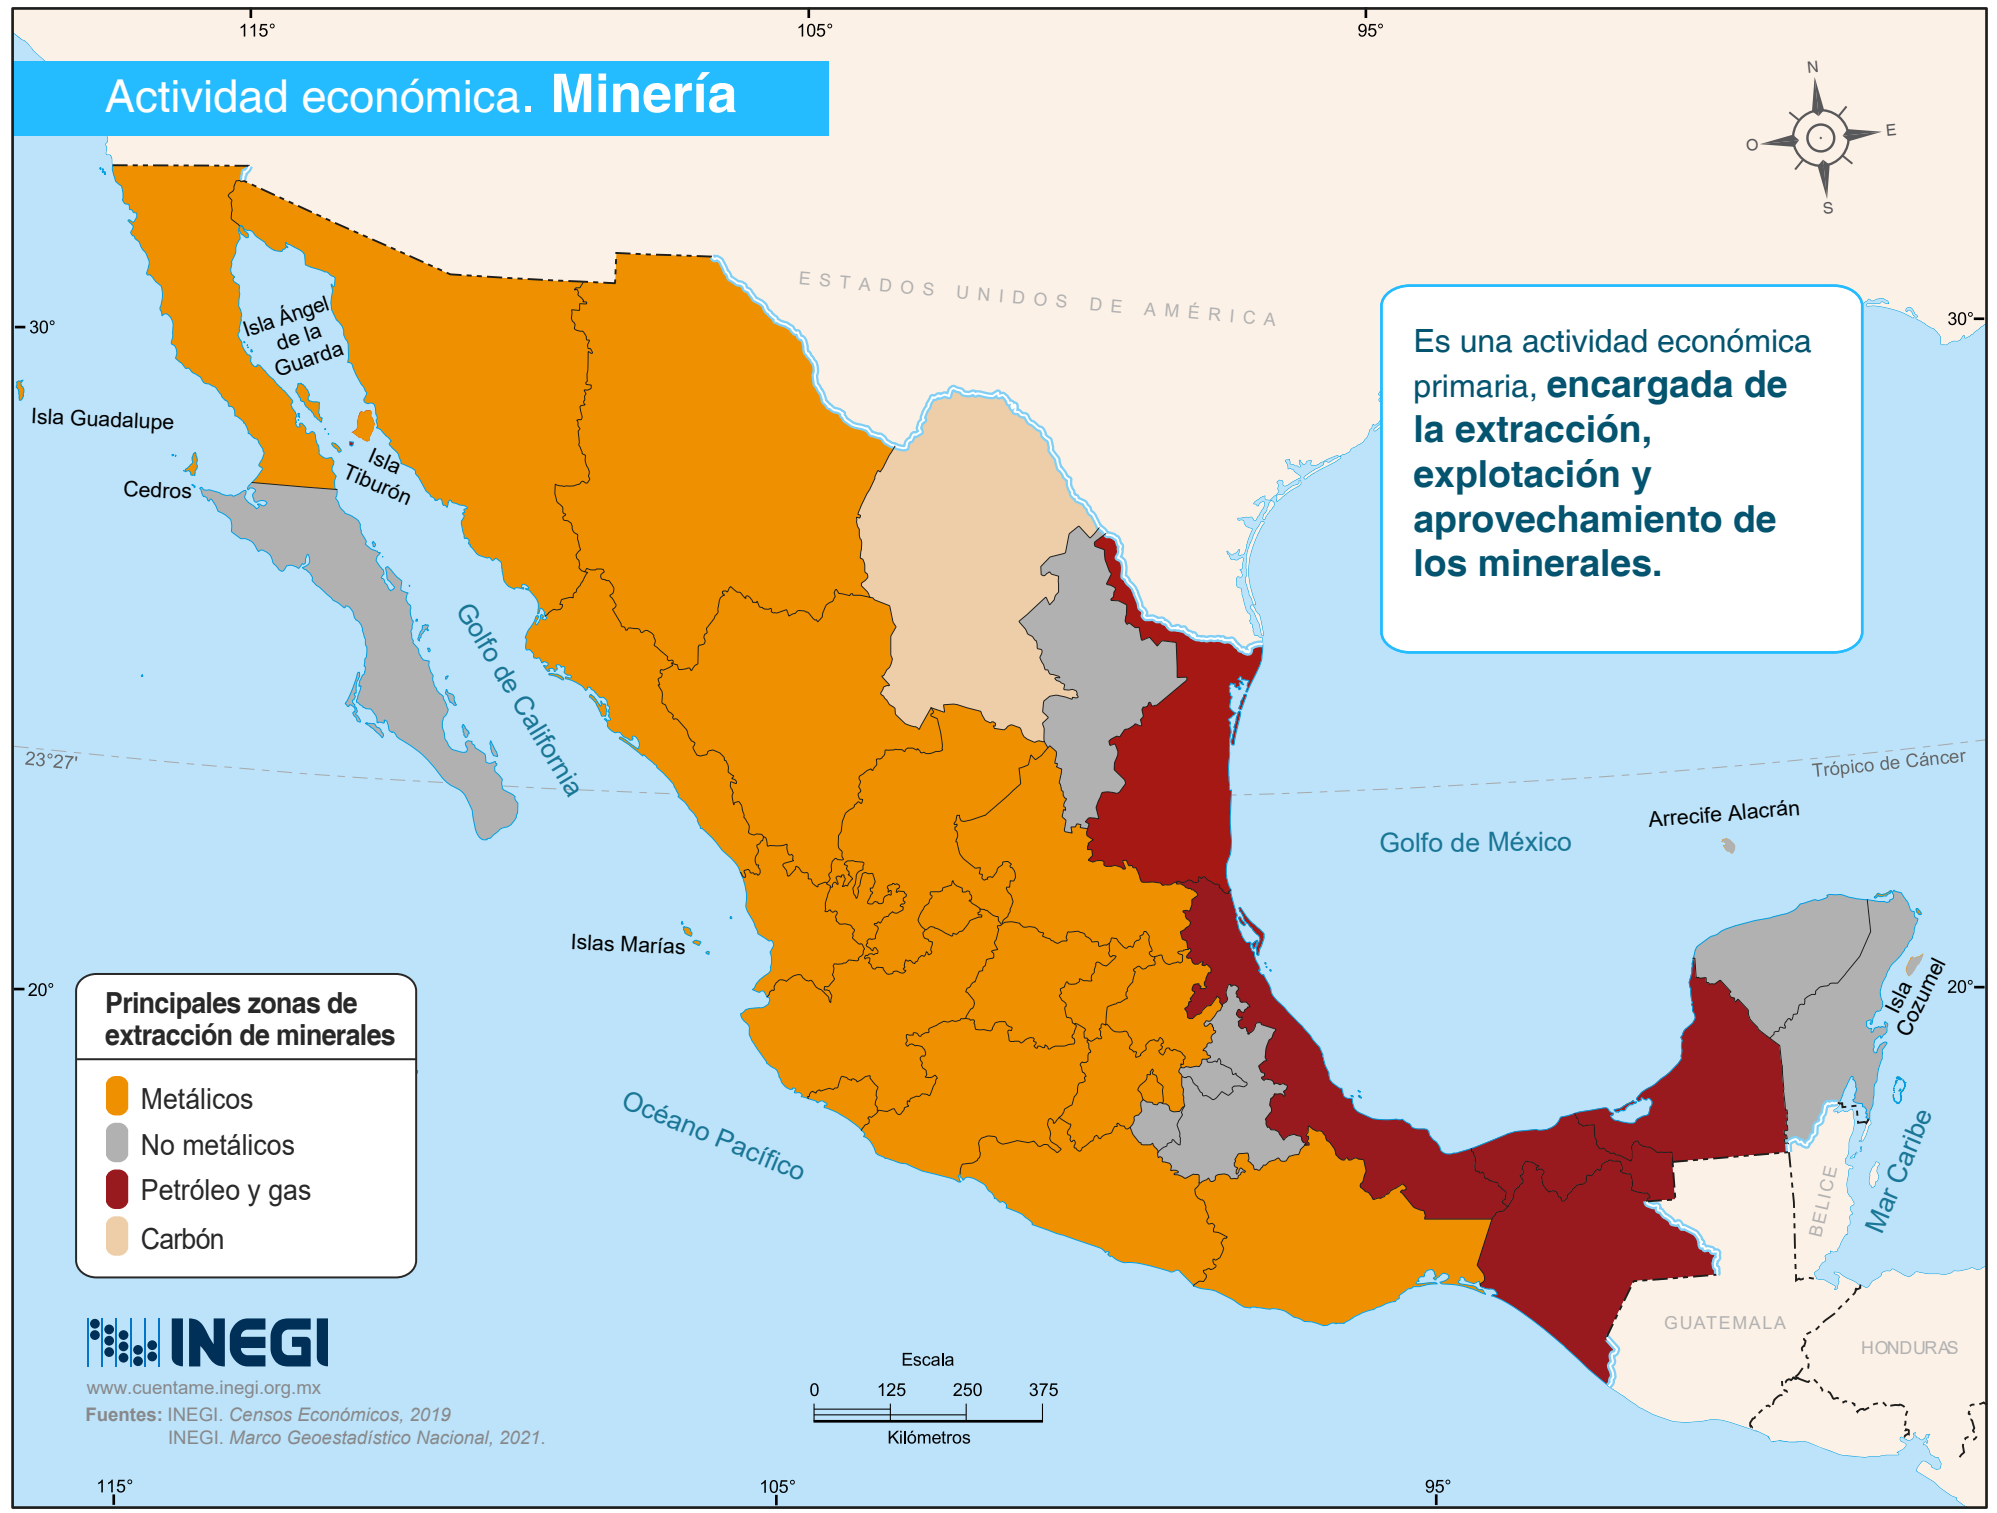 115°
105°
95°
Actividad económica. Minería
N
E
O
S
ESTADOS UNIDOS DE AMÉRICA
Es una actividad económica
primaria, encargada de
la extracción,
explotación y
aprovechamiento de
los minerales.
30°
30°
Isla Ángel
de la
Guarda
Isla Guadalupe
Isla
Tiburón
Cedros
Golfo de California
23°27'
Trópico de Cáncer
Arrecife Alacrán
Golfo de México
Islas Marías
Isla
Cozumel
20°
20°
Principales zonas de
extracción de minerales
Metálicos
No metálicos
Petróleo y gas
Carbón
Océano Pacífico
Mar Caribe
BELICE
GUATEMALA
HONDURAS
INEGI
www.cuentame.inegi.org.mx
Fuentes: INEGI. Censos Económicos, 2019
INEGI. Marco Geoestadístico Nacional, 2021.
Escala
0 125 250 375
Kilómetros
115°
105°
95°